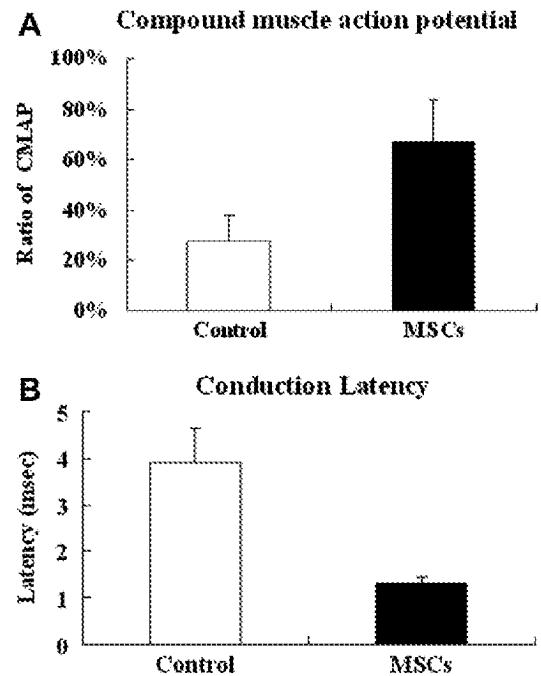 A
Compound muscle action potential
100%
80%
60%
40%
20%
0%
Ratio of CMAP
Control MSCs
B
Conduction Latency
5
4
3
2
1
0
Latency (msec)
Control MSCs